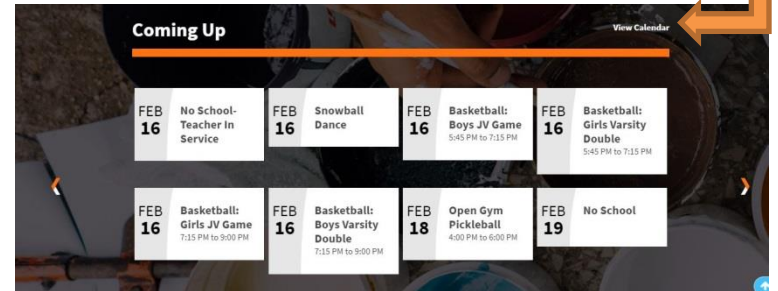 Coming Up
View Calendar
FEB
16
No School-
Teacher In
Service
FEB
16
Snowball
Dance
FEB
16
Basketball:
Boys JV Game
5:45 PM to 7:15 PM
FEB
16
Basketball:
Girls Varsity
Double
5:45 PM to 7:15 PM
FEB
16
Basketball:
Girls JV Game
7:15 PM to 9:00 PM
FEB
16
Basketball:
Boys Varsity
Double
7:15 PM to 9:00 PM
FEB
18
Open Gym
Pickleball
4:00 PM to 6:00 PM
FEB
19
No School